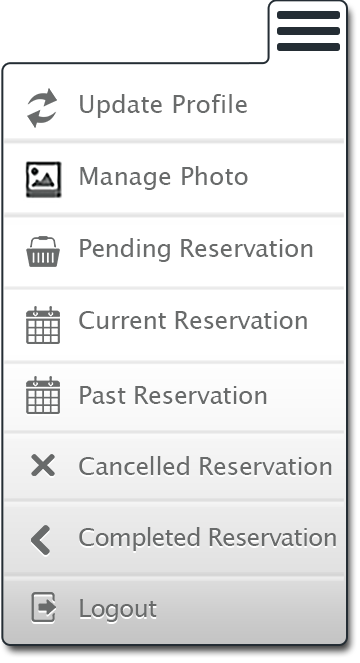 Update Profile
Manage Photo
Pending Reservation
Current Reservation
Past Reservation
Cancelled Reservation
Completed Reservation
Logout